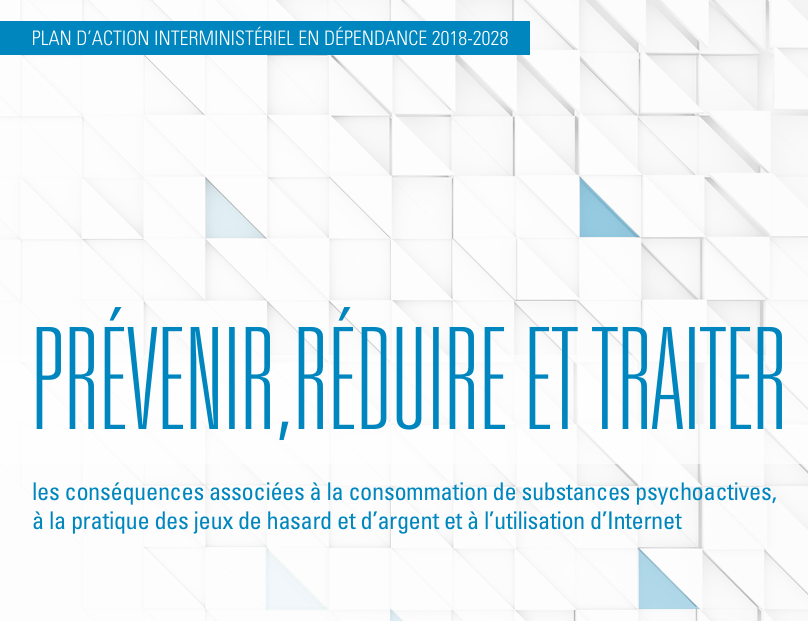 PLAN D’ACTION INTERMINISTÉRIEL EN DÉPENDANCE 2018-2028
PRÉVENIR, RÉDUIRE ET TRAITER
les conséquences associées à la consommation de substances psychoactives,
à la pratique des jeux de hasard et d’argent et à l’utilisation d’Internet